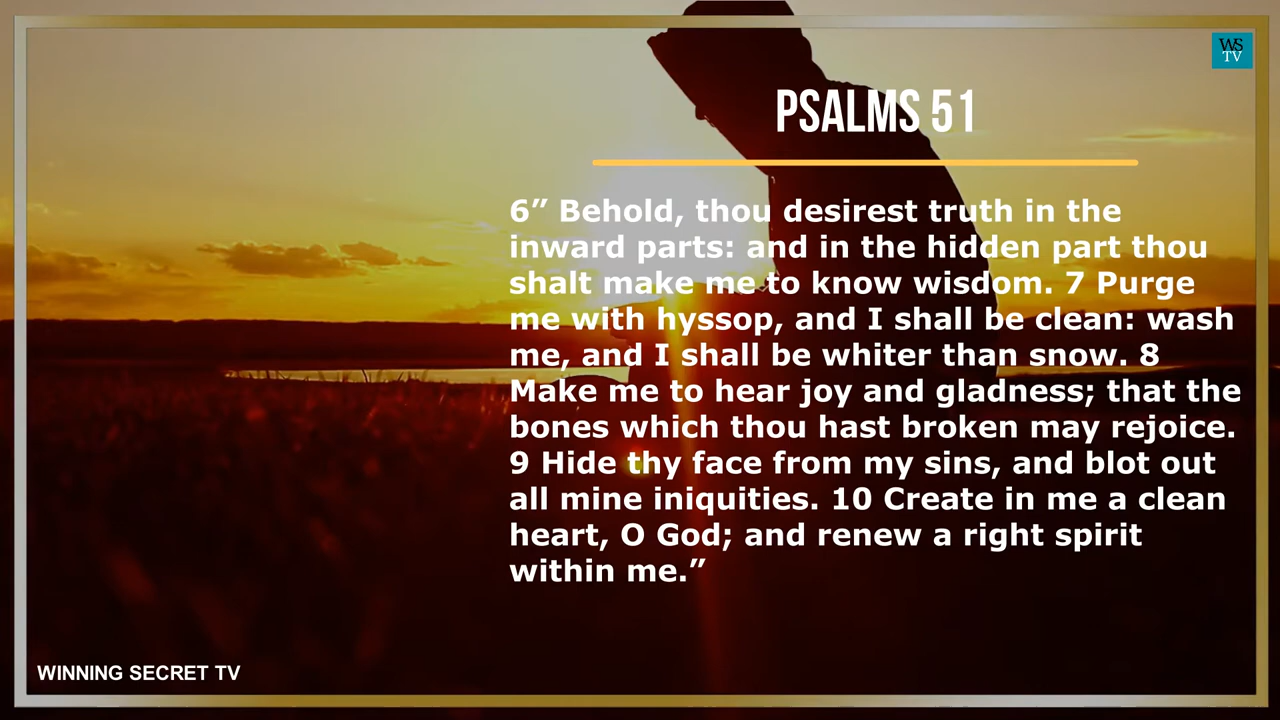 WS
TV
PSALMS 51
6” Behold, thou desirest truth in the
inward parts: and in the hidden part thou
shalt make me to know wisdom. 7 Purge
me with hyssop, and I shall be clean: wash
me, and I shall be whiter than snow. 8
Make me to hear joy and gladness; that the
bones which thou hast broken may rejoice.
9 Hide thy face from my sins, and blot out
all mine iniquities. 10 Create in me a clean
heart, O God; and renew a right spirit
within me.”
WINNING SECRET TV